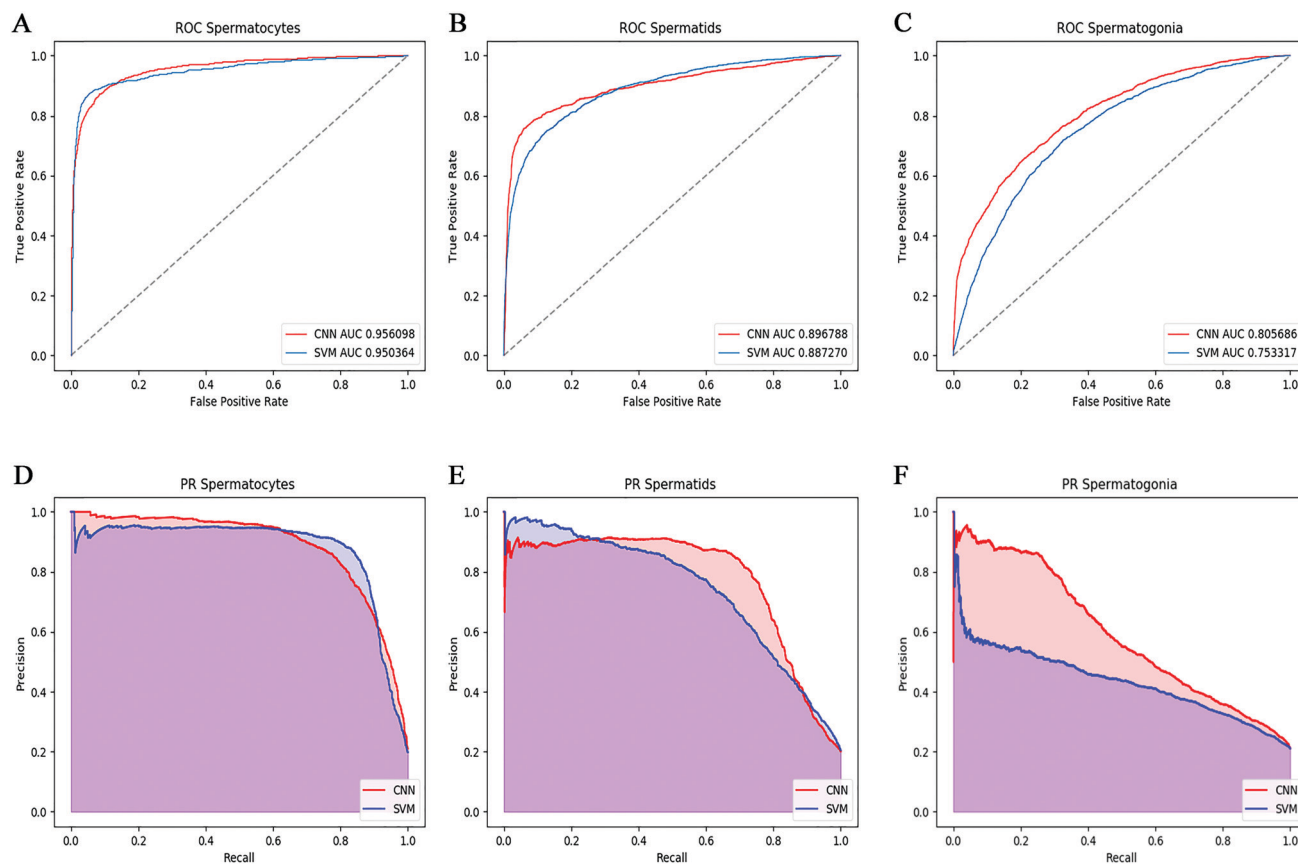 A
ROC Spermatocytes
True Positive Rate
1.0
0.8
0.6
0.4
0.2
0.0
CNN AUC 0.956098
SVM AUC 0.950364
0.0 0.2 0.4 0.6 0.8 1.0
False Positive Rate
B
ROC Spermatids
True Positive Rate
1.0
0.8
0.6
0.4
0.2
0.0
CNN AUC 0.896788
SVM AUC 0.887270
0.0 0.2 0.4 0.6 0.8 1.0
False Positive Rate
C
ROC Spermatogonia
True Positive Rate
1.0
0.8
0.6
0.4
0.2
0.0
CNN AUC 0.805686
SVM AUC 0.753317
0.0 0.2 0.4 0.6 0.8 1.0
False Positive Rate
D
PR Spermatocytes
Precision
1.0
0.8
0.6
0.4
0.2
0.0
CNN
SVM
0.0 0.2 0.4 0.6 0.8 1.0
Recall
E
PR Spermatids
Precision
1.0
0.8
0.6
0.4
0.2
0.0
CNN
SVM
0.0 0.2 0.4 0.6 0.8 1.0
Recall
F
PR Spermatogonia
Precision
1.0
0.8
0.6
0.4
0.2
0.0
CNN
SVM
0.0 0.2 0.4 0.6 0.8 1.0
Recall